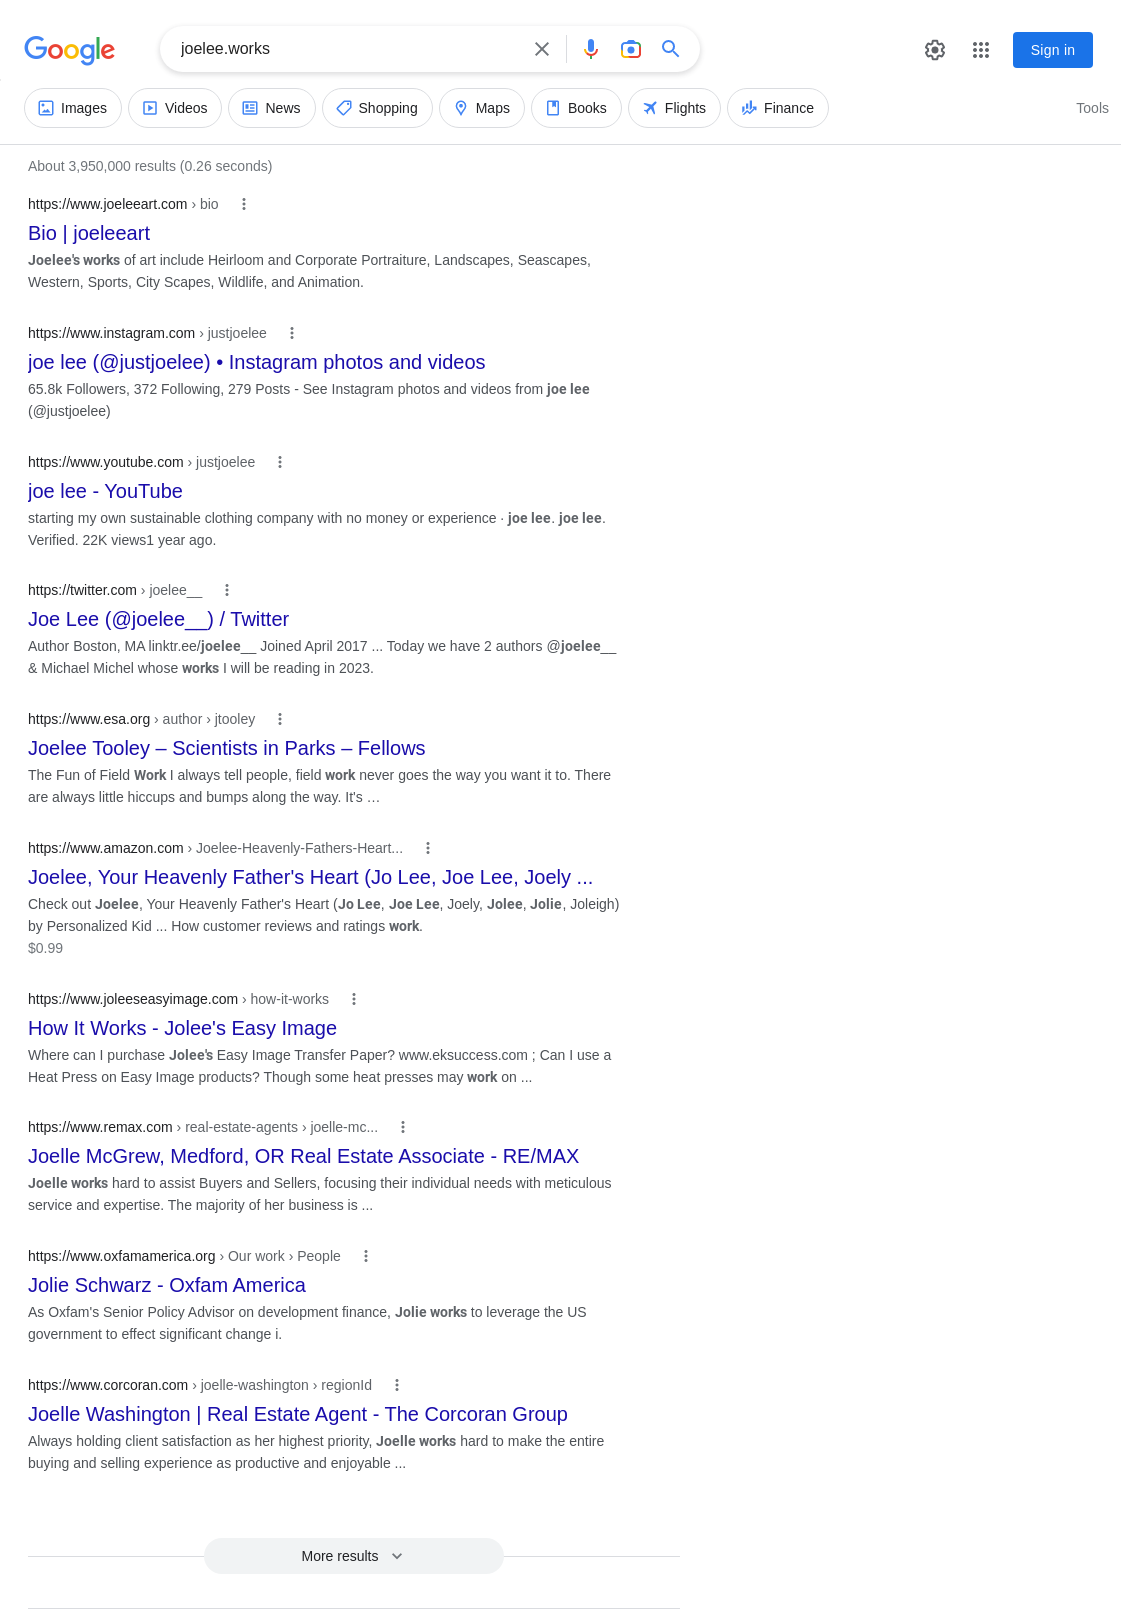 Google
joelee.works
Sign in
Images
Videos
News
Shopping
Maps
Books
Flights
Finance
Tools
About 3,950,000 results (0.26 seconds)
https://www.joeleeart.com › bio
Bio | joeleeart
Joelee's works of art include Heirloom and Corporate Portraiture, Landscapes, Seascapes,
Western, Sports, City Scapes, Wildlife, and Animation.
https://www.instagram.com › justjoelee
joe lee (@justjoelee) • Instagram photos and videos
65.8k Followers, 372 Following, 279 Posts - See Instagram photos and videos from joe lee
(@justjoelee)
https://www.youtube.com › justjoelee
joe lee - YouTube
starting my own sustainable clothing company with no money or experience · joe lee. joe lee.
Verified. 22K views1 year ago.
https://twitter.com › joelee__
Joe Lee (@joelee__) / Twitter
Author Boston, MA linktr.ee/joelee__ Joined April 2017 ... Today we have 2 authors @joelee__
& Michael Michel whose works I will be reading in 2023.
https://www.esa.org › author › jtooley
Joelee Tooley – Scientists in Parks – Fellows
The Fun of Field Work I always tell people, field work never goes the way you want it to. There
are always little hiccups and bumps along the way. It's …
https://www.amazon.com › Joelee-Heavenly-Fathers-Heart...
Joelee, Your Heavenly Father's Heart (Jo Lee, Joe Lee, Joely ...
Check out Joelee, Your Heavenly Father's Heart (Jo Lee, Joe Lee, Joely, Jolee, Jolie, Joleigh)
by Personalized Kid ... How customer reviews and ratings work.
$0.99
https://www.joleeseasyimage.com › how-it-works
How It Works - Jolee's Easy Image
Where can I purchase Jolee's Easy Image Transfer Paper? www.eksuccess.com ; Can I use a
Heat Press on Easy Image products? Though some heat presses may work on ...
https://www.remax.com › real-estate-agents › joelle-mc...
Joelle McGrew, Medford, OR Real Estate Associate - RE/MAX
Joelle works hard to assist Buyers and Sellers, focusing their individual needs with meticulous
service and expertise. The majority of her business is ...
https://www.oxfamamerica.org › Our work › People
Jolie Schwarz - Oxfam America
As Oxfam's Senior Policy Advisor on development finance, Jolie works to leverage the US
government to effect significant change i.
https://www.corcoran.com › joelle-washington › regionId
Joelle Washington | Real Estate Agent - The Corcoran Group
Always holding client satisfaction as her highest priority, Joelle works hard to make the entire
buying and selling experience as productive and enjoyable ...
More results